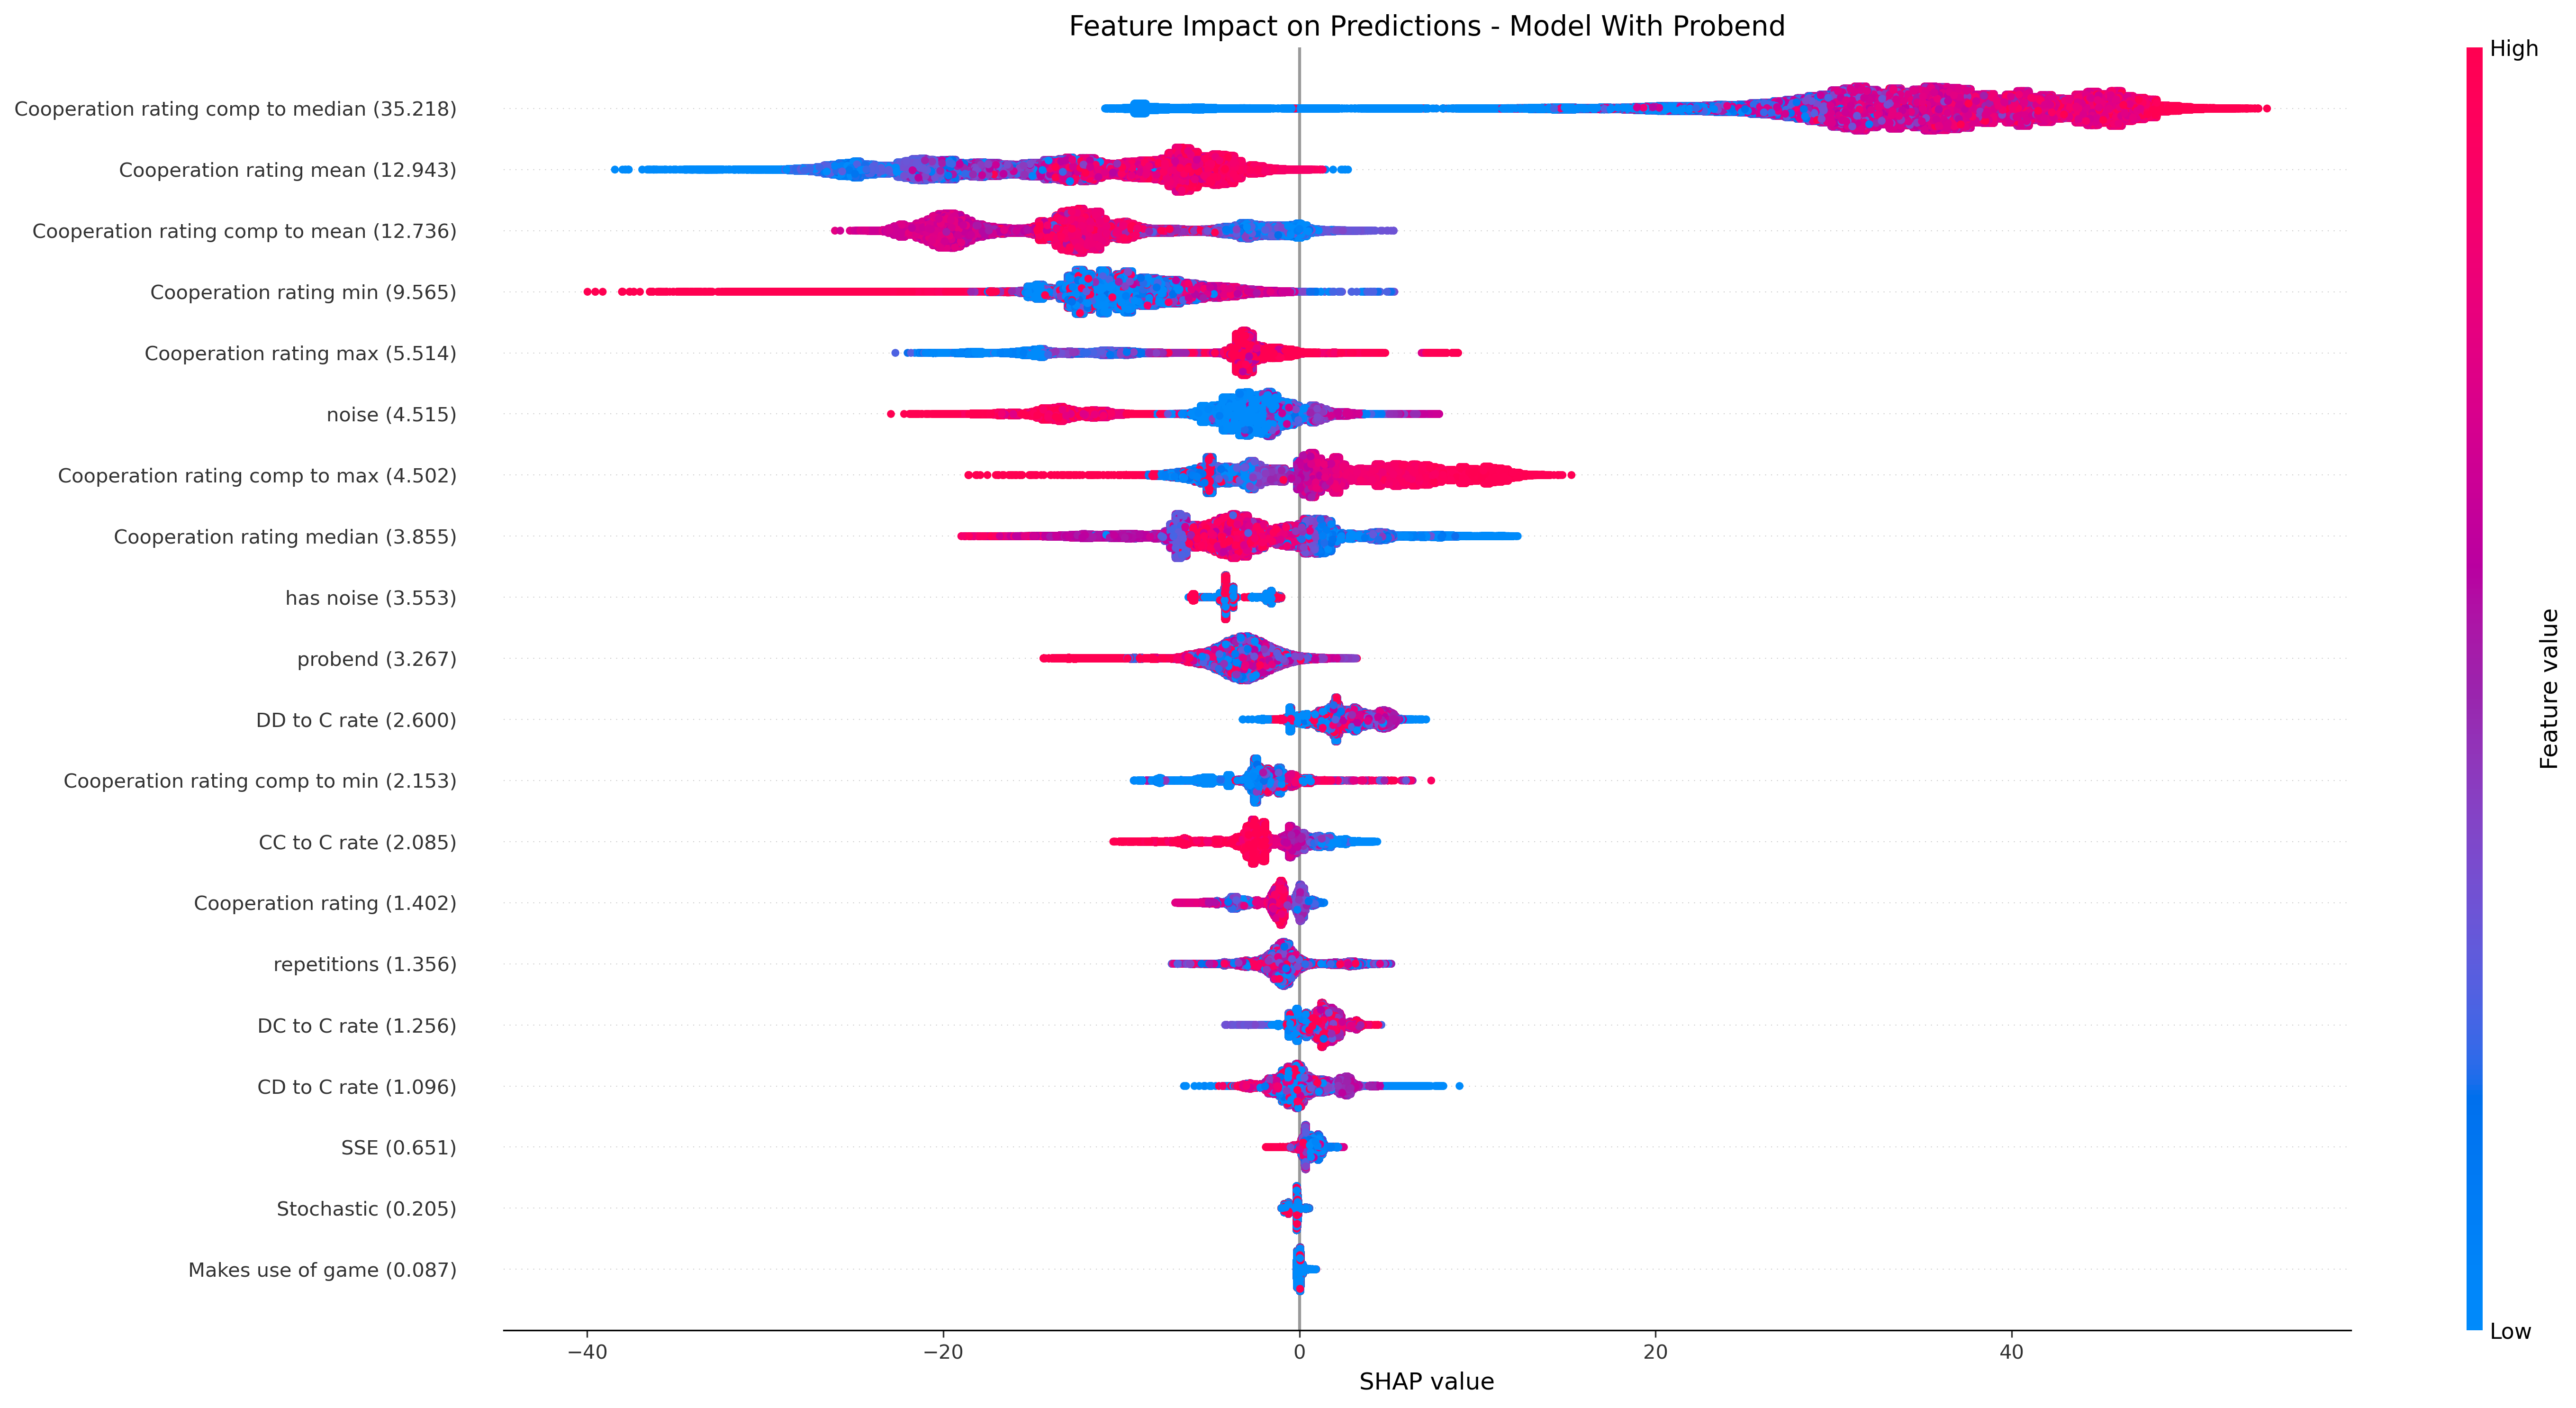 Feature Impact on Predictions - Model With Probend
High
Cooperation rating comp to median (35.218)
Cooperation rating mean (12.943)
Cooperation rating comp to mean (12.736)
Cooperation rating min (9.565)
Cooperation rating max (5.514)
noise (4.515)
Cooperation rating comp to max (4.502)
Cooperation rating median (3.855)
has noise (3.553)
probend (3.267)
DD to C rate (2.600)
Cooperation rating comp to min (2.153)
CC to C rate (2.085)
Cooperation rating (1.402)
repetitions (1.356)
DC to C rate (1.256)
CD to C rate (1.096)
SSE (0.651)
Stochastic (0.205)
Makes use of game (0.087)
Feature value
Low
−40 −20 0 20 40
SHAP value